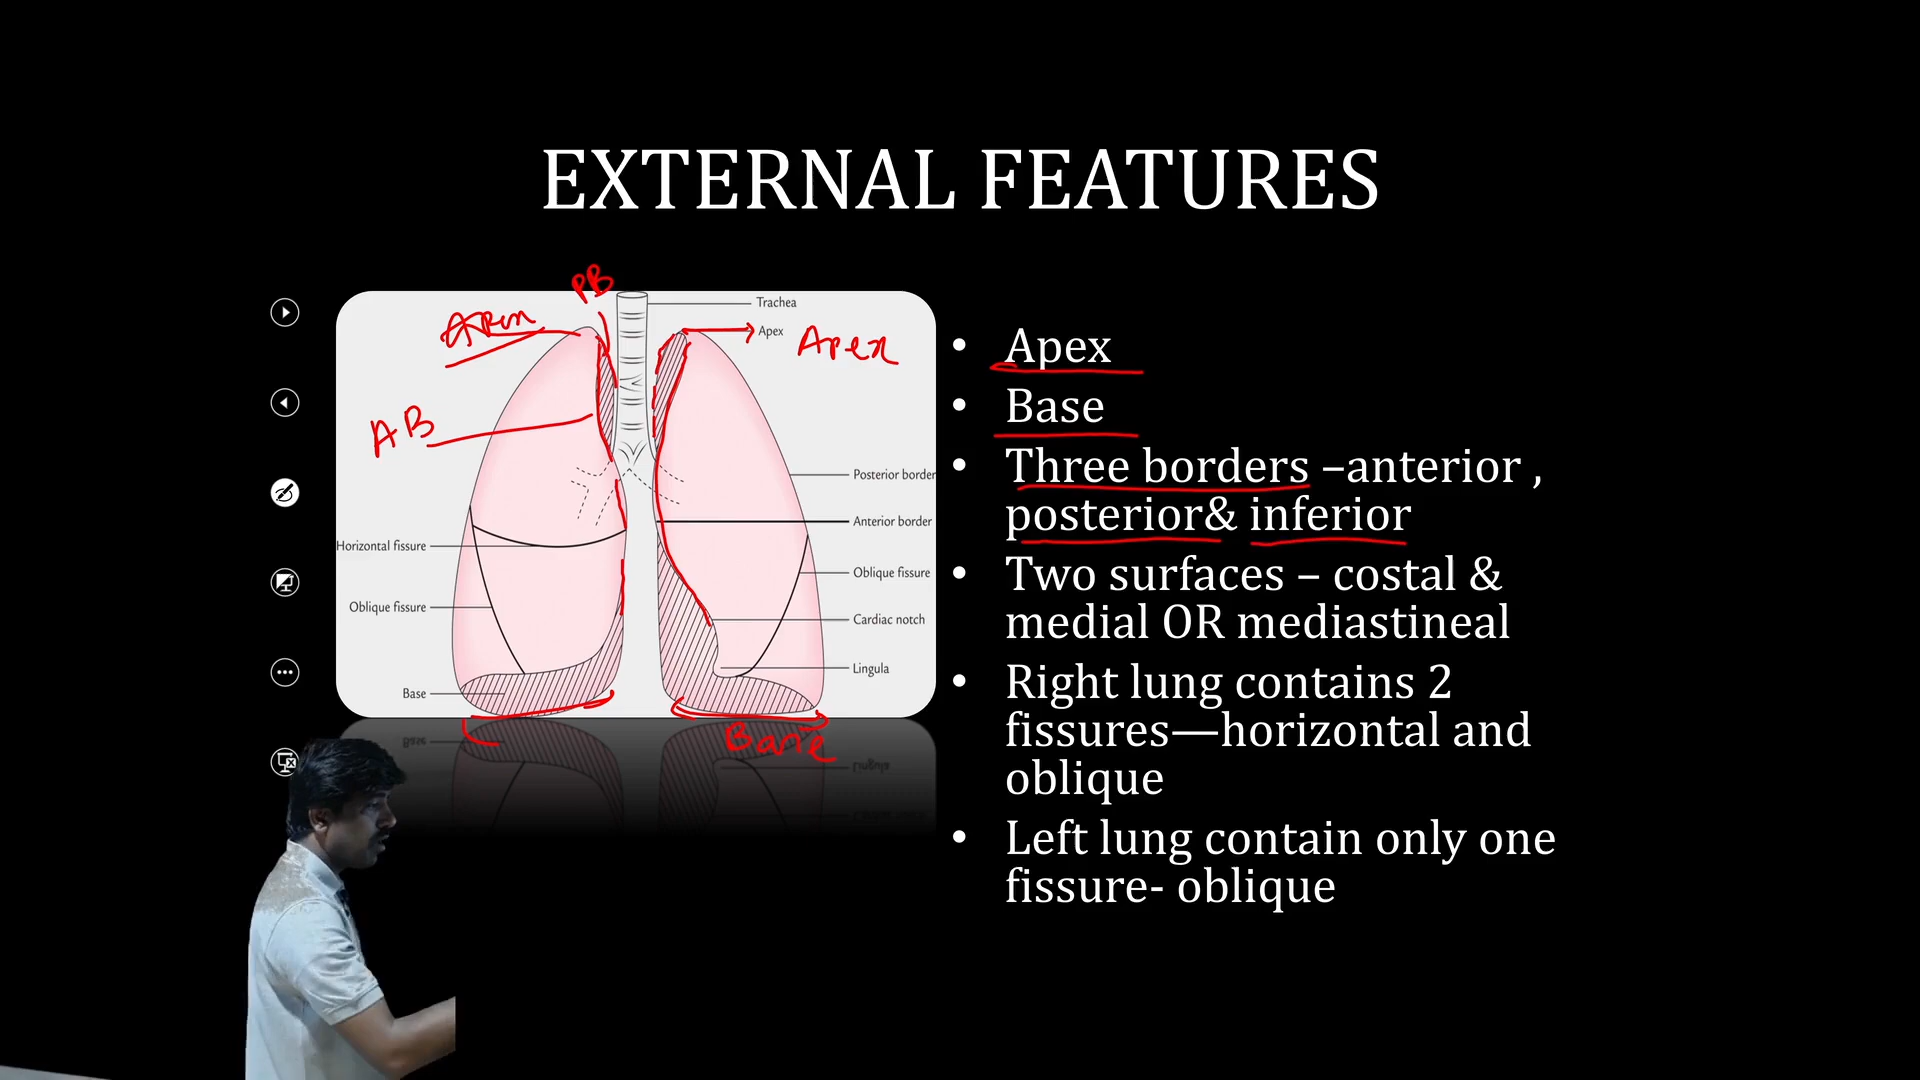 EXTERNAL FEATURES
PB
Trachea
Apex
Apex
AB
Posterior border
Anterior border
Horizontal fissure
Oblique fissure
Oblique fissure
Cardiac notch
Lingula
Base
Base
• Apex
• Base
• Three borders –anterior ,
posterior& inferior
• Two surfaces – costal &
medial OR mediastineal
• Right lung contains 2
fissures—horizontal and
oblique
• Left lung contain only one
fissure- oblique